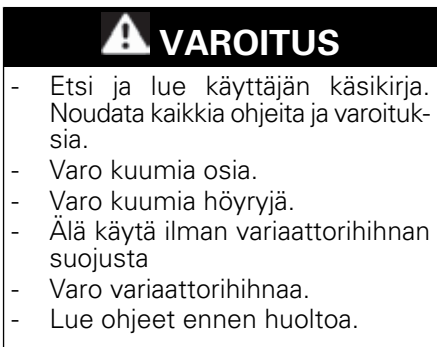 VAROITUS
- Etsi ja lue käyttäjän käsikirja.
Noudata kaikkia ohjeita ja varoituk-
sia.
- Varo kuumia osia.
- Varo kuumia höyryjä.
- Älä käytä ilman variaattorihihnan
suojusta
- Varo variaattorihihnaa.
- Lue ohjeet ennen huoltoa.